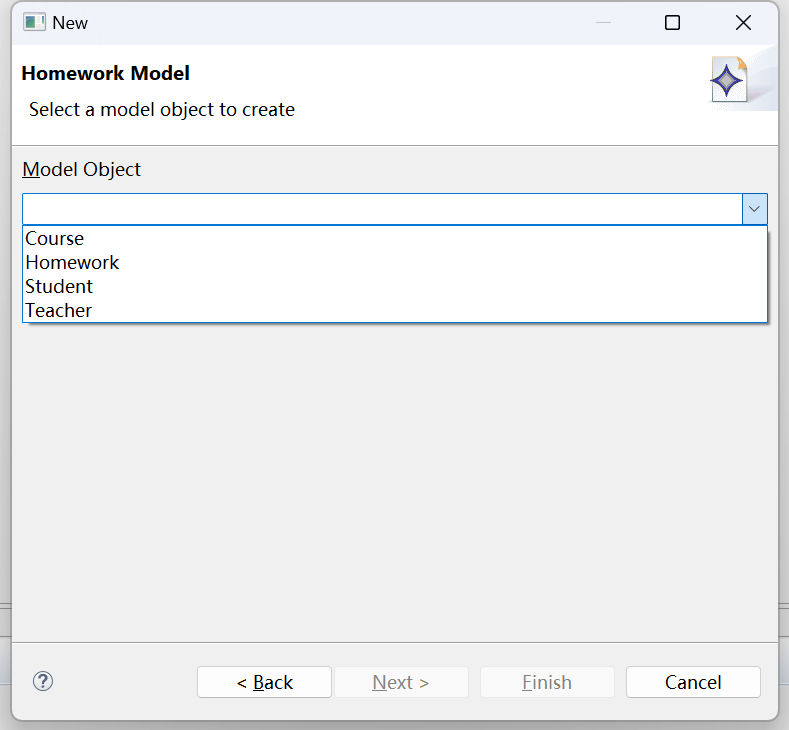 New
Homework Model
Select a model object to create
Model Object
Course
Homework
Student
Teacher
?
< Back
Next >
Finish
Cancel